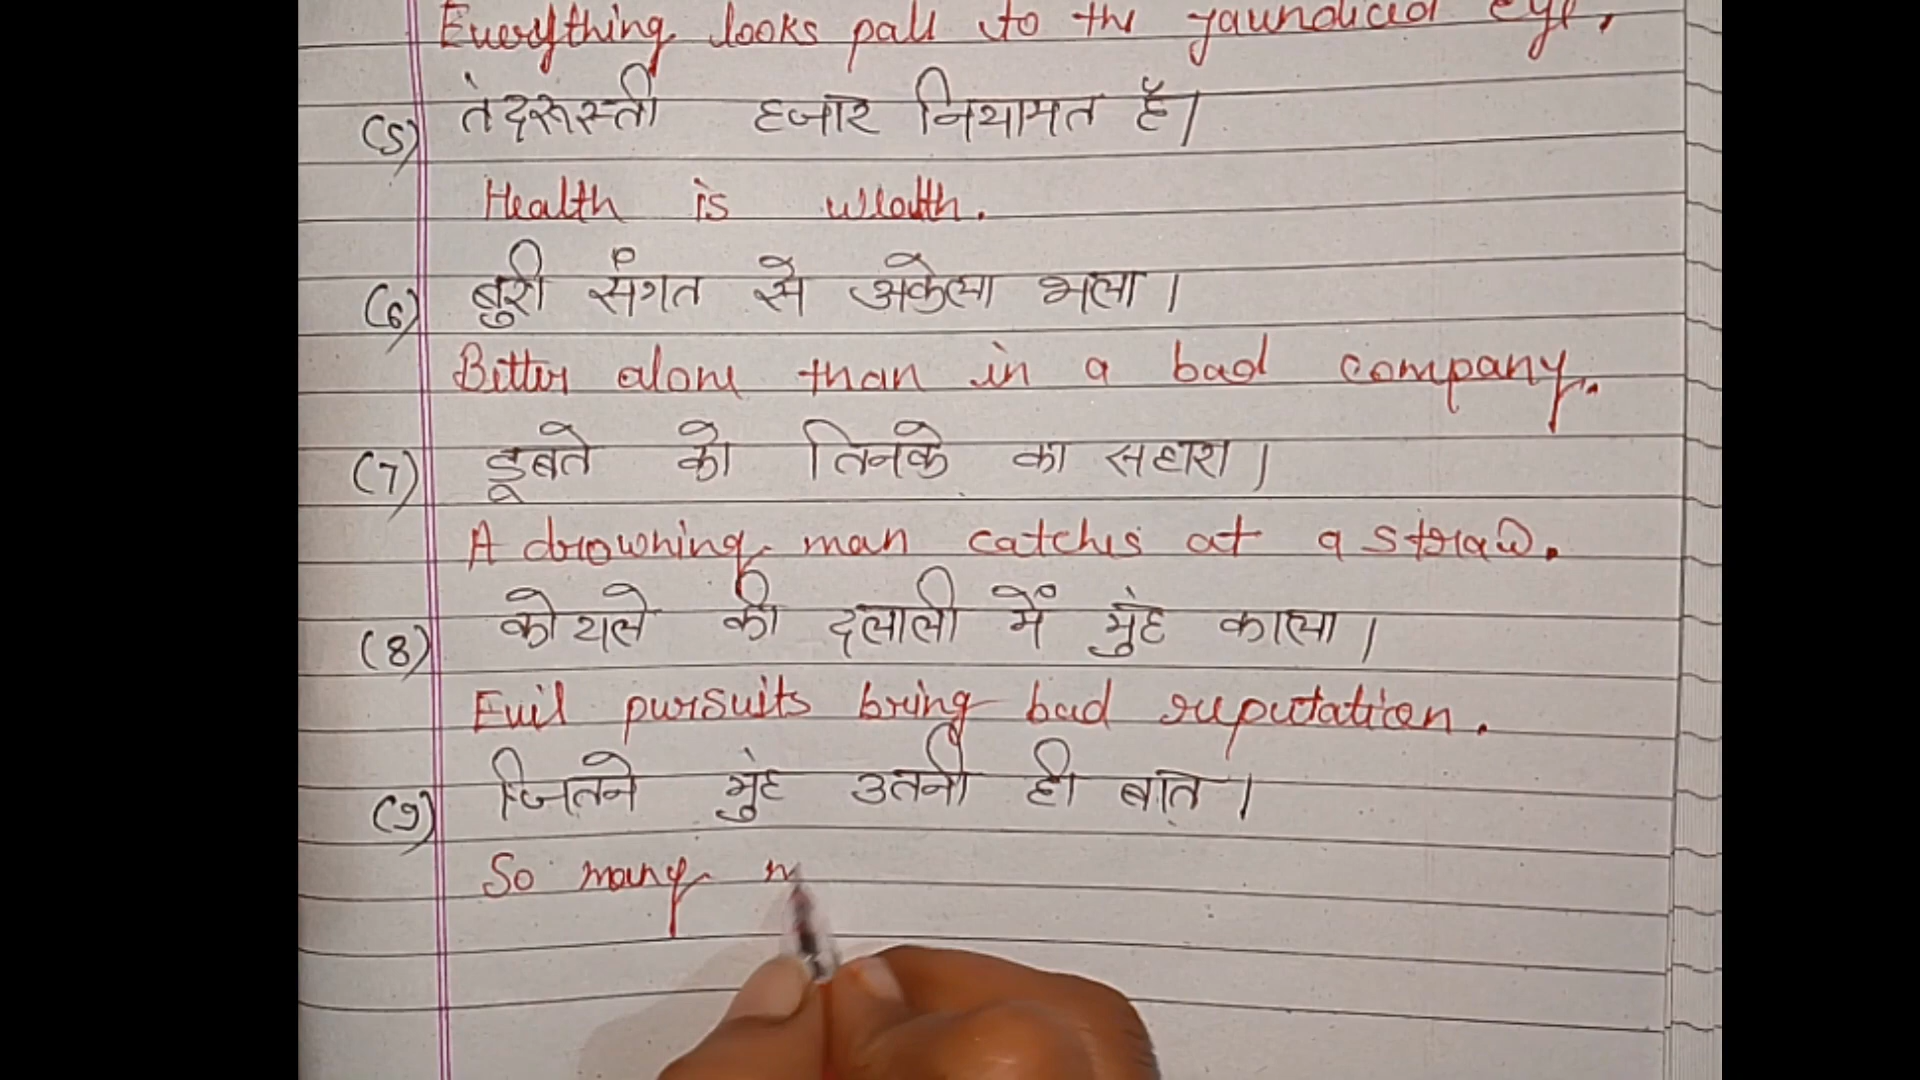 Everything looks pale to the jaundiced eye.
(5) तंदरूस्ती हजार नियामत है।
Health is wealth.
(6) बुरी संगत से अकेला भला।
Better alone than in a bad company.
(7) डूबते को तिनके का सहारा।
A drowning man catches at a straw.
(8) कोयले की दलाली में मुंह काला।
Evil pursuits bring bad reputation.
(9) जितने मुंह उतनी ही बातें।
So many m